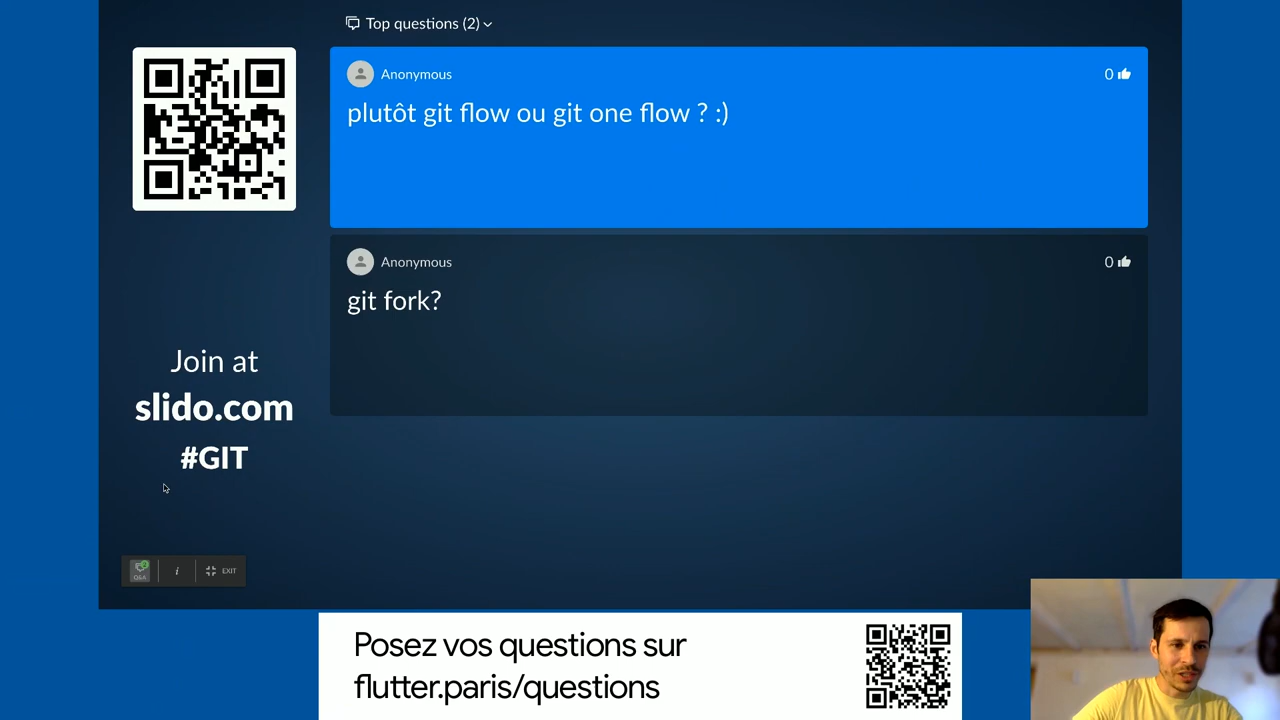 Top questions (2)
Anonymous
0
plutôt git flow ou git one flow ? :)
Anonymous
0
git fork?
Join at
slido.com
#GIT
Q&A
i
EXIT
Posez vos questions sur
flutter.paris/questions